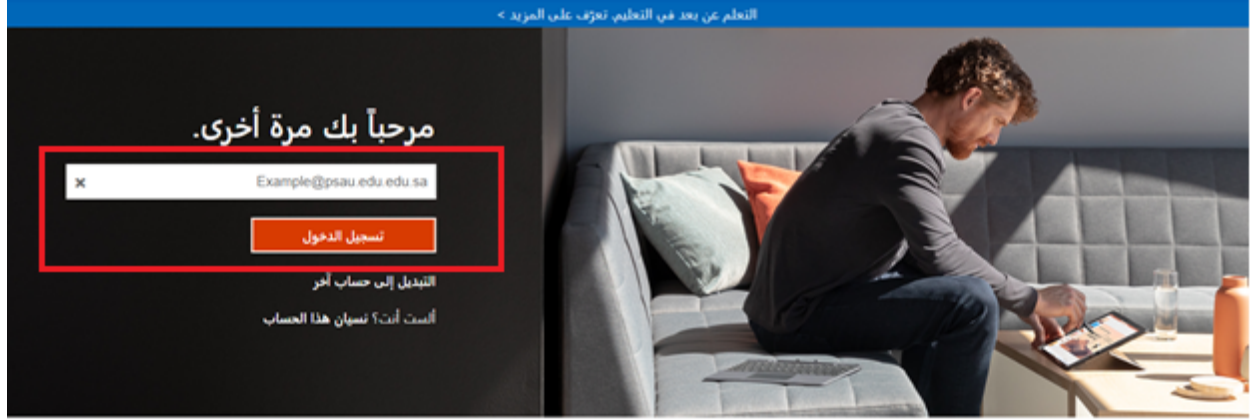 التعلم عن بعد في التعليم. تعرّف على المزيد >
مرحباً بك مرة أخرى.
Example@psau.edu.edu.sa ×
تسجيل الدخول
التبديل إلى حساب آخر
ألست أنت؟ نسيان هذا الحساب